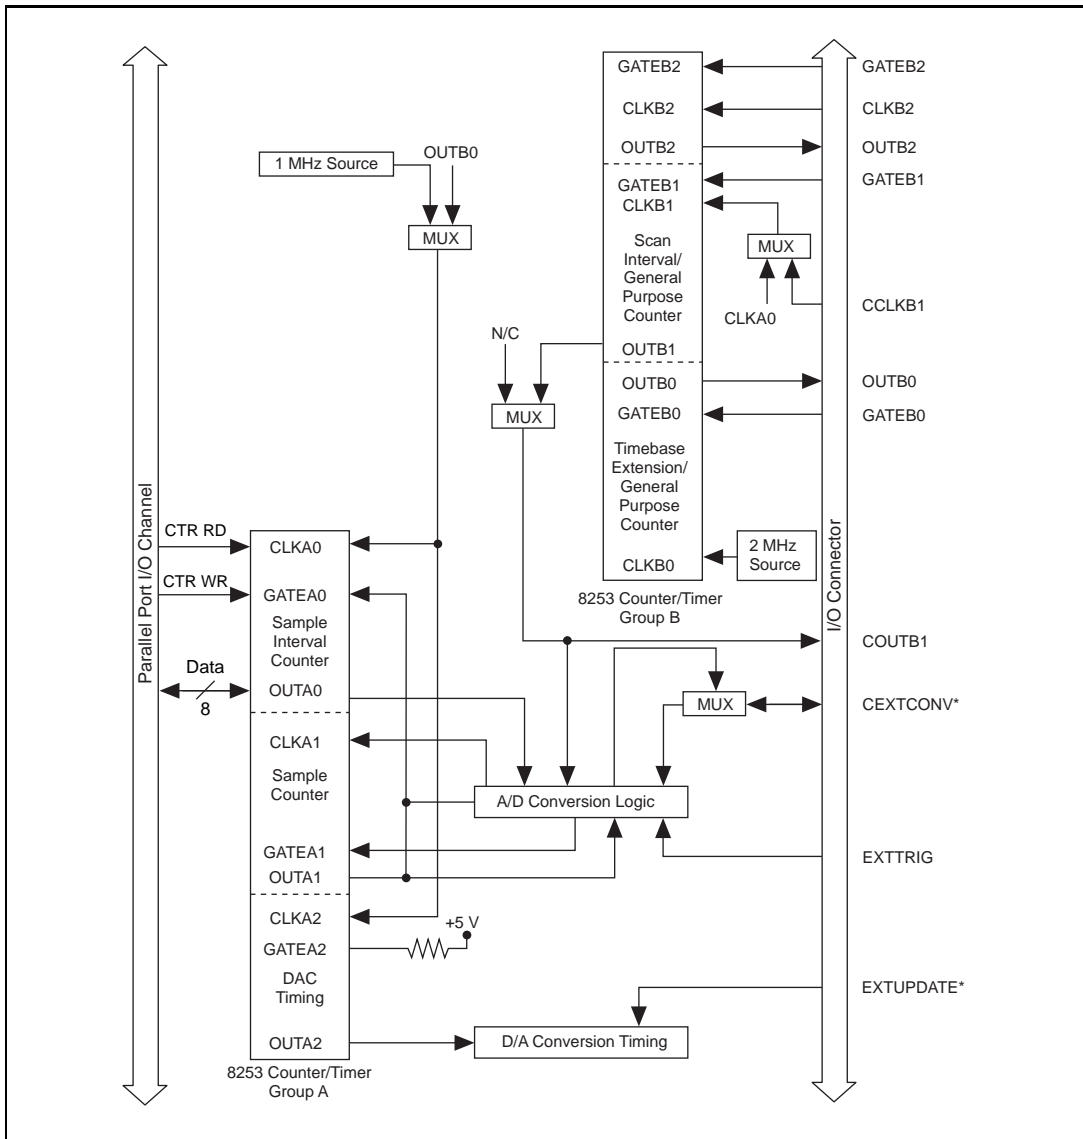 GATEB2
CLKB2
OUTB2
GATEB1
CLKB1
Scan
Interval/
General
Purpose
Counter
OUTB1
OUTB0
GATEB0
Timebase
Extension/
General
Purpose
Counter
CLKB0
8253 Counter/Timer
Group B
GATEB2
CLKB2
OUTB2
GATEB1
CCLKB1
OUTB0
GATEB0
COUTB1
CEXTCONV*
EXTTRIG
EXTUPDATE*
I/O Connector
MUX
CLKA0
2 MHz
Source
1 MHz Source
OUTB0
MUX
N/C
MUX
Parallel Port I/O Channel
CTR RD
CTR WR
Data
8
CLKA0
GATEA0
Sample
Interval
Counter
OUTA0
CLKA1
Sample
Counter
GATEA1
OUTA1
CLKA2
GATEA2
DAC
Timing
OUTA2
8253 Counter/Timer
Group A
MUX
A/D Conversion Logic
+5 V
D/A Conversion Timing